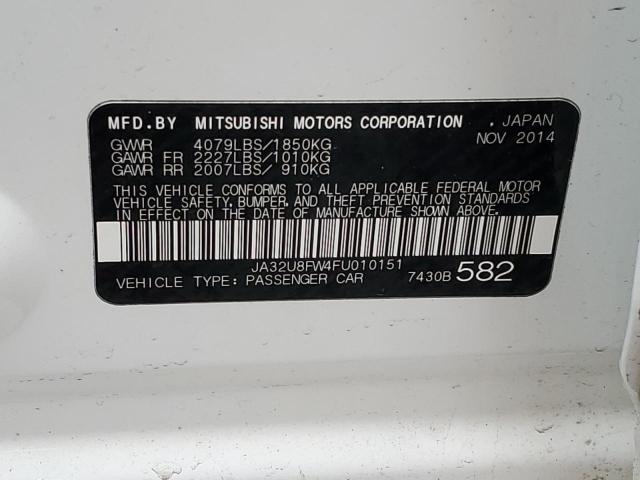 MFD.BY MITSUBISHI MOTORS CORPORATION . JAPAN
GVWR 4079LBS/1850KG NOV 2014
GAWR FR 2227LBS/1010KG
GAWR RR 2007LBS/ 910KG
THIS VEHICLE CONFORMS TO ALL APPLICABLE FEDERAL MOTOR
VEHICLE SAFETY, BUMPER, AND THEFT PREVENTION STANDARDS
IN EFFECT ON THE DATE OF MANUFACTURE SHOWN ABOVE.
JA32U8FW4FU010151
VEHICLE TYPE: PASSENGER CAR 7430B 582